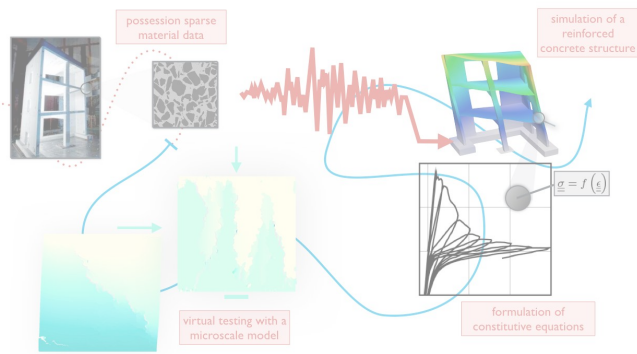 possession sparse
material data
simulation of a
reinforced
concrete structure
σ = f (ε)
virtual testing with a
microscale model
formulation of
constitutive equations